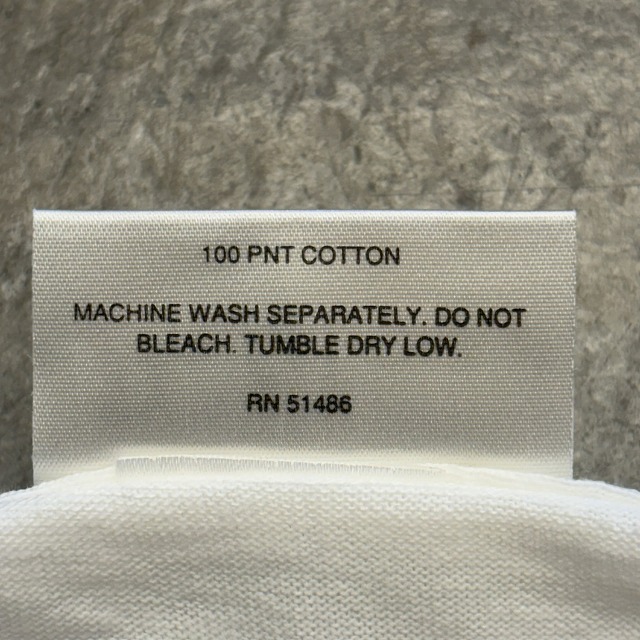 100 PNT COTTON
MACHINE WASH SEPARATELY. DO NOT
BLEACH. TUMBLE DRY LOW.
RN 51486